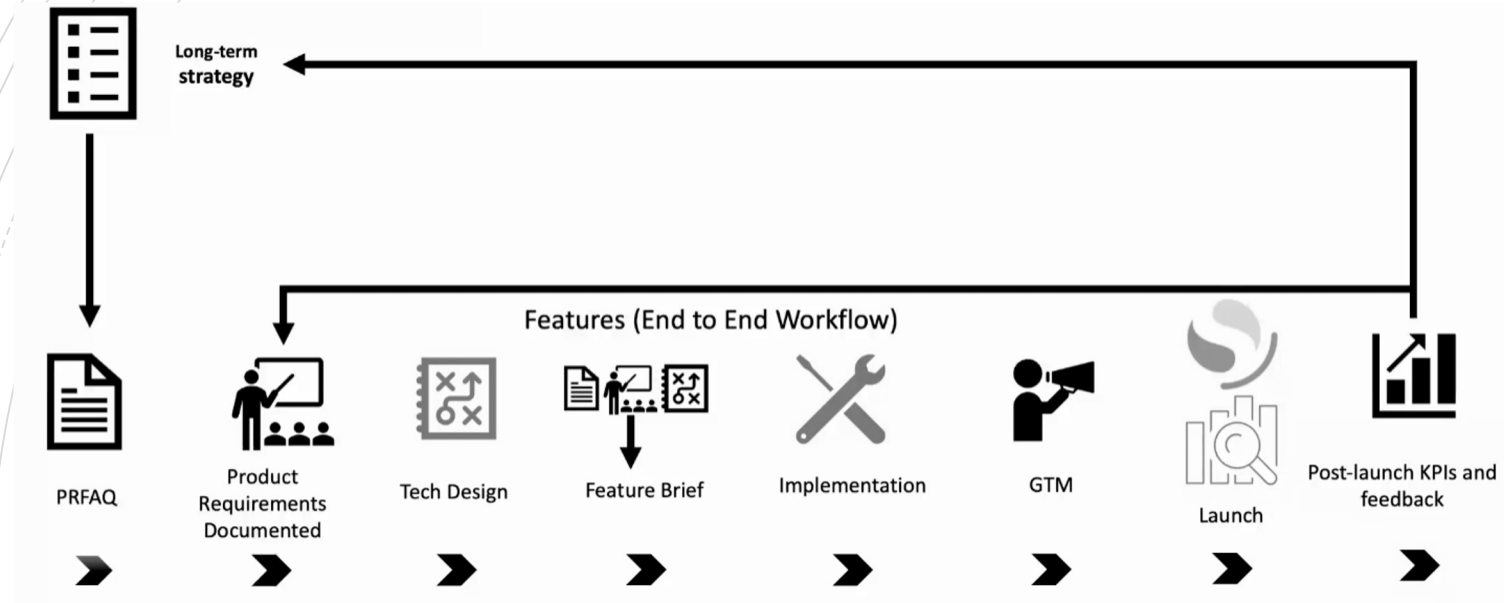 Long-term
strategy
Features (End to End Workflow)
PRFAQ
Product
Requirements
Documented
Tech Design
Feature Brief
Implementation
GTM
Launch
Post-launch KPIs and
feedback